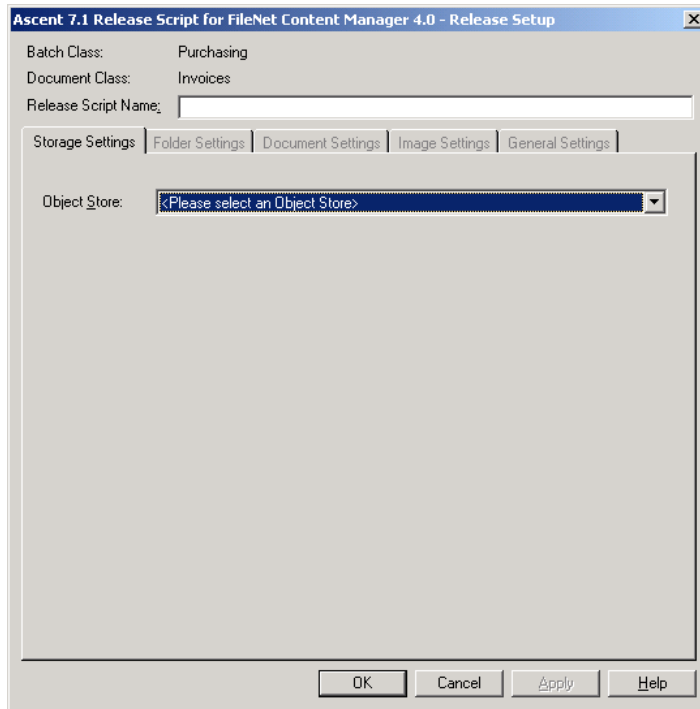 Ascent 7.1 Release Script for FileNet Content Manager 4.0 - Release Setup
Batch Class: Purchasing
Document Class: Invoices
Release Script Name:
Storage Settings Folder Settings Document Settings Image Settings General Settings
Object Store: <Please select an Object Store>
OK Cancel Apply Help